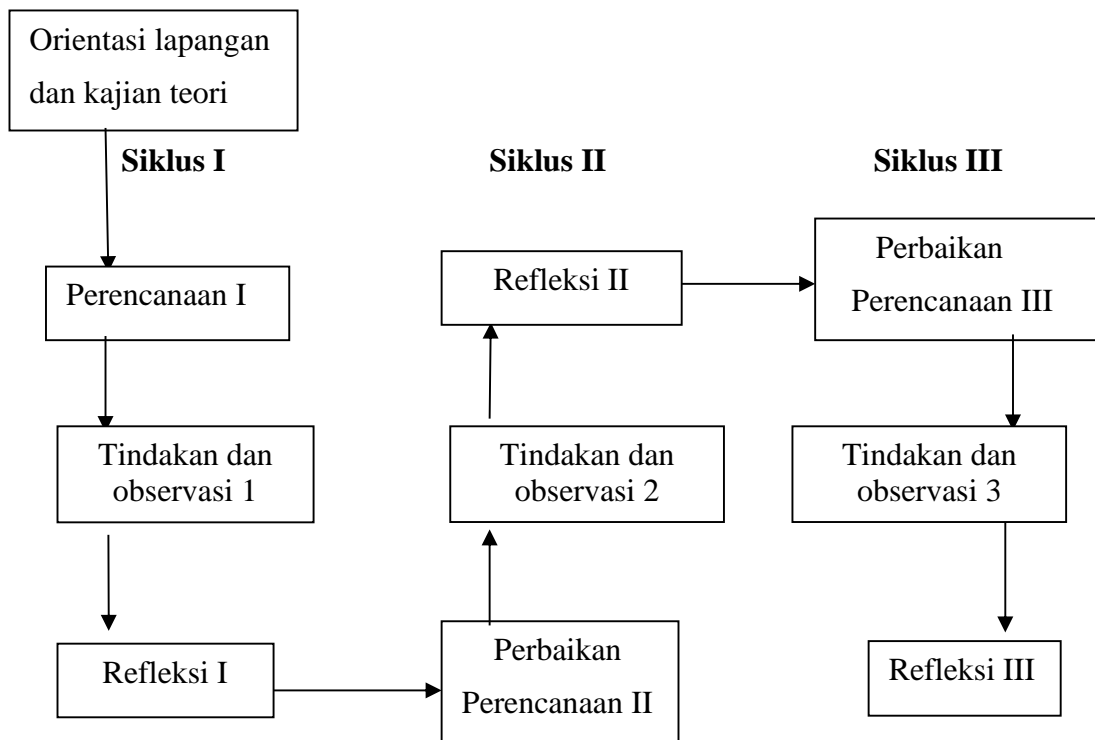 Orientasi lapangan
dan kajian teori
Siklus I
Siklus II
Siklus III
Perencanaan I
Refleksi II
Perbaikan
Perencanaan III
Tindakan dan
observasi 1
Tindakan dan
observasi 2
Tindakan dan
observasi 3
Refleksi I
Perbaikan
Perencanaan II
Refleksi III